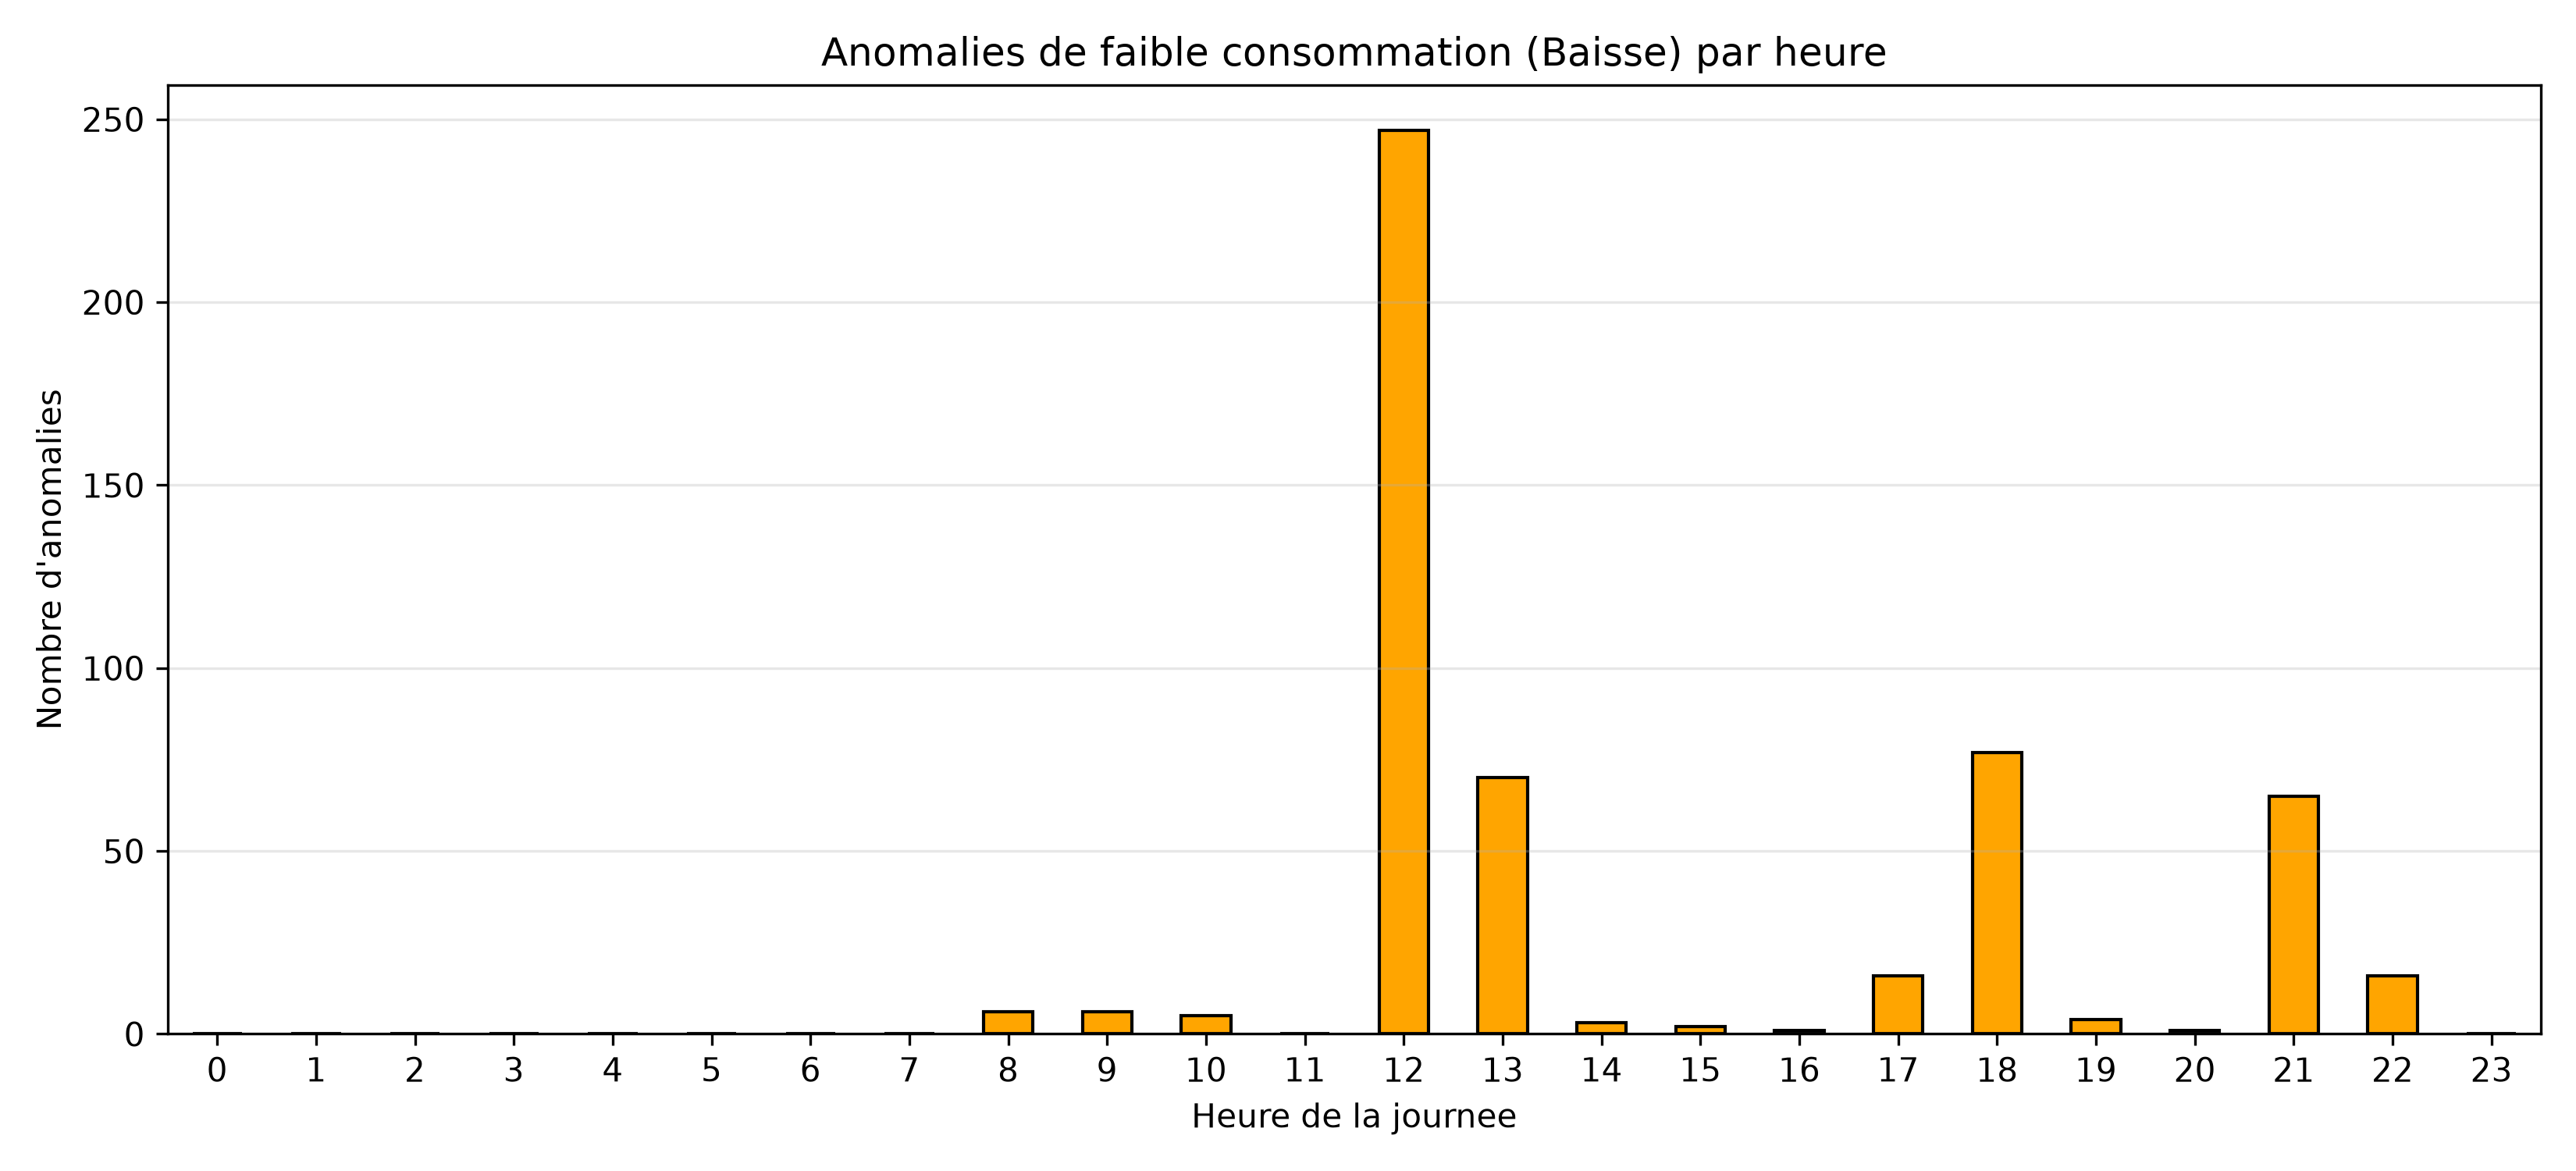 Anomalies de faible consommation (Baisse) par heure
Nombre d'anomalies
250
200
150
100
50
0
0 1 2 3 4 5 6 7 8 9 10 11 12 13 14 15 16 17 18 19 20 21 22 23
Heure de la journee